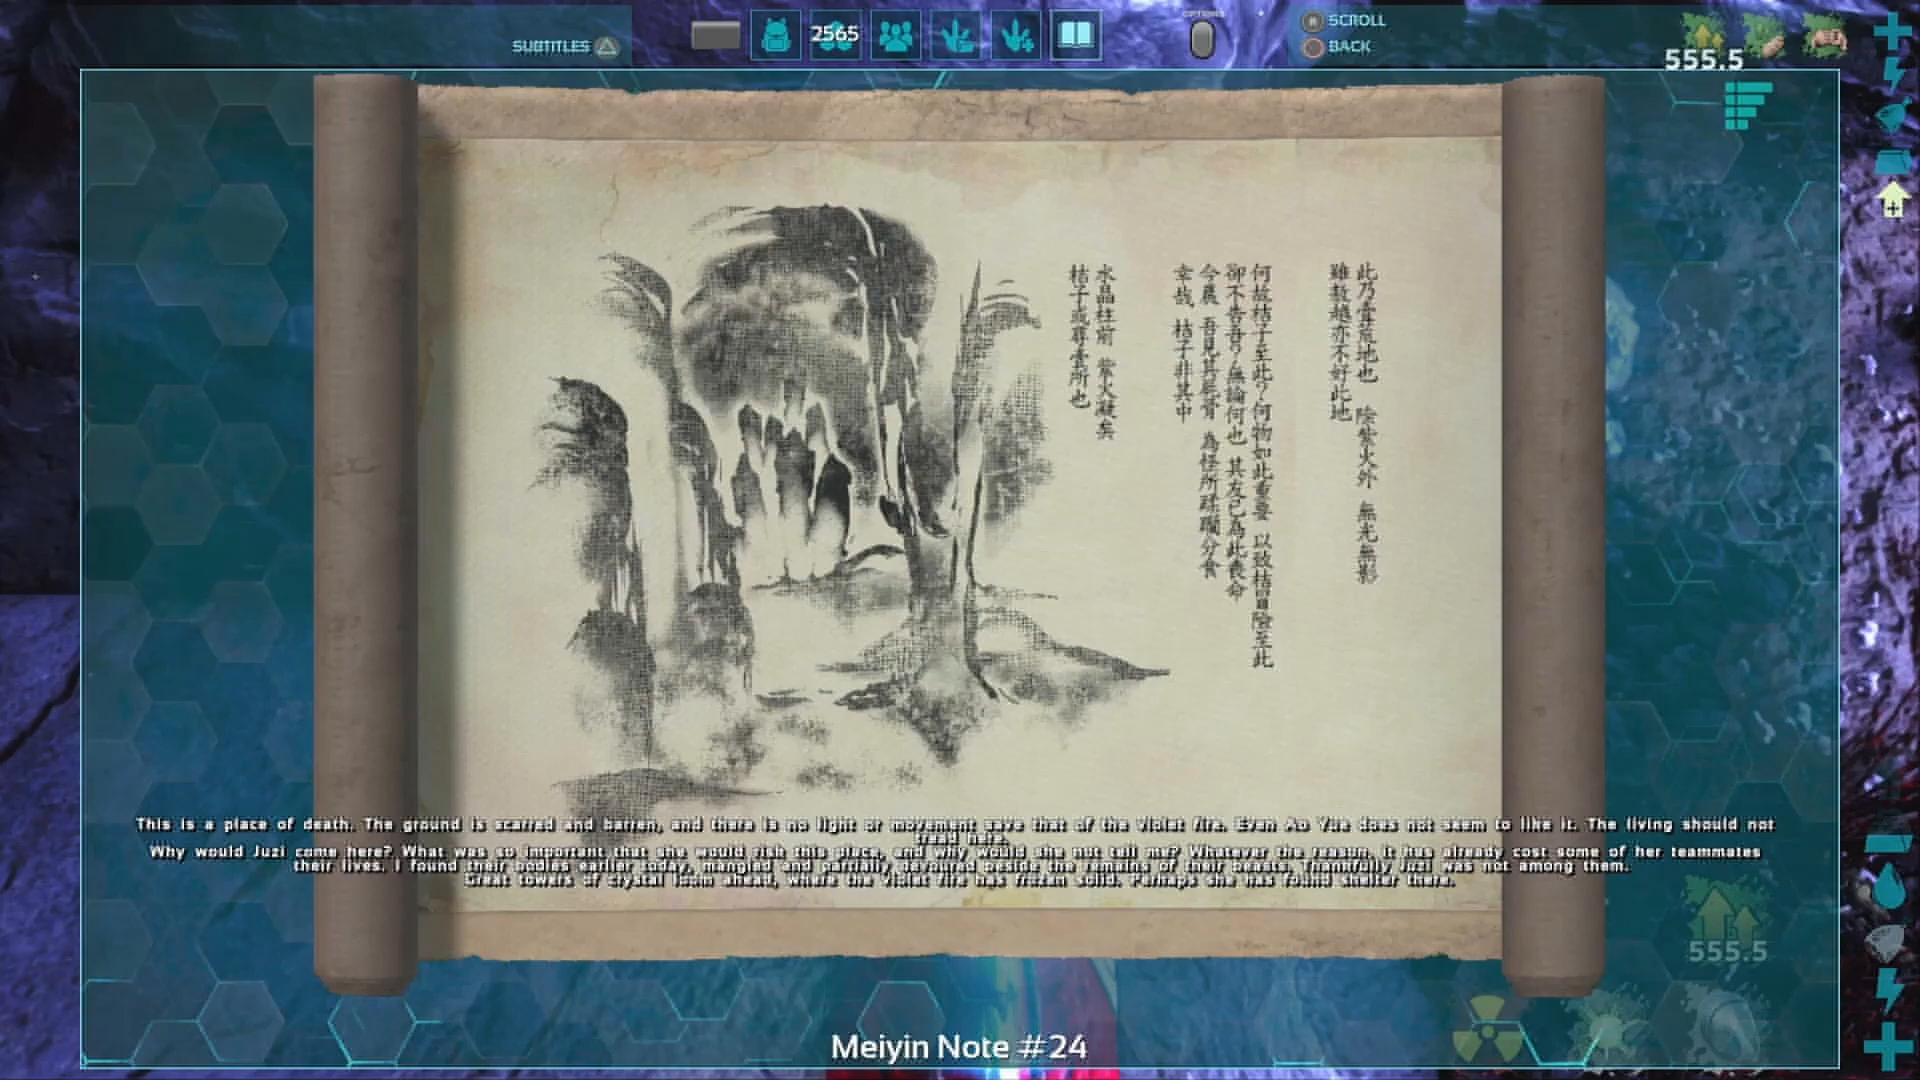 SUBTITLES
2565
OPTIONS
SCROLL
BACK
555.5
此乃靈荒地也 除紫火外 無光無影
雖敖越亦不好此地
何故桔子至此?何物如此重要 以致桔冒險至此
卻不告吾?無論何也 其友已為此喪命
今晨 吾見其屍骨 為怪所蹂躪分食
幸哉 桔子非其中
水晶柱前 紫火凝矣
桔子或尋壹所也
This is a place of death. The ground is scarred and barren, and there is no light or movement save that of the violet fire. Even Ao Yue does not seem to like it. The living should not
tread here.
Why would Juzi come here? What was so important that she would risk this place, and why would she not tell me? Whatever the reason, it has already cost some of her teammates
their lives. I found their bodies earlier today, mangled and partially devoured beside the remains of their beasts. Thankfully Juzi was not among them.
Great towers of crystal loom ahead, where the violet fire has frozen solid. Perhaps she has found shelter there.
555.5
Meiyin Note #24